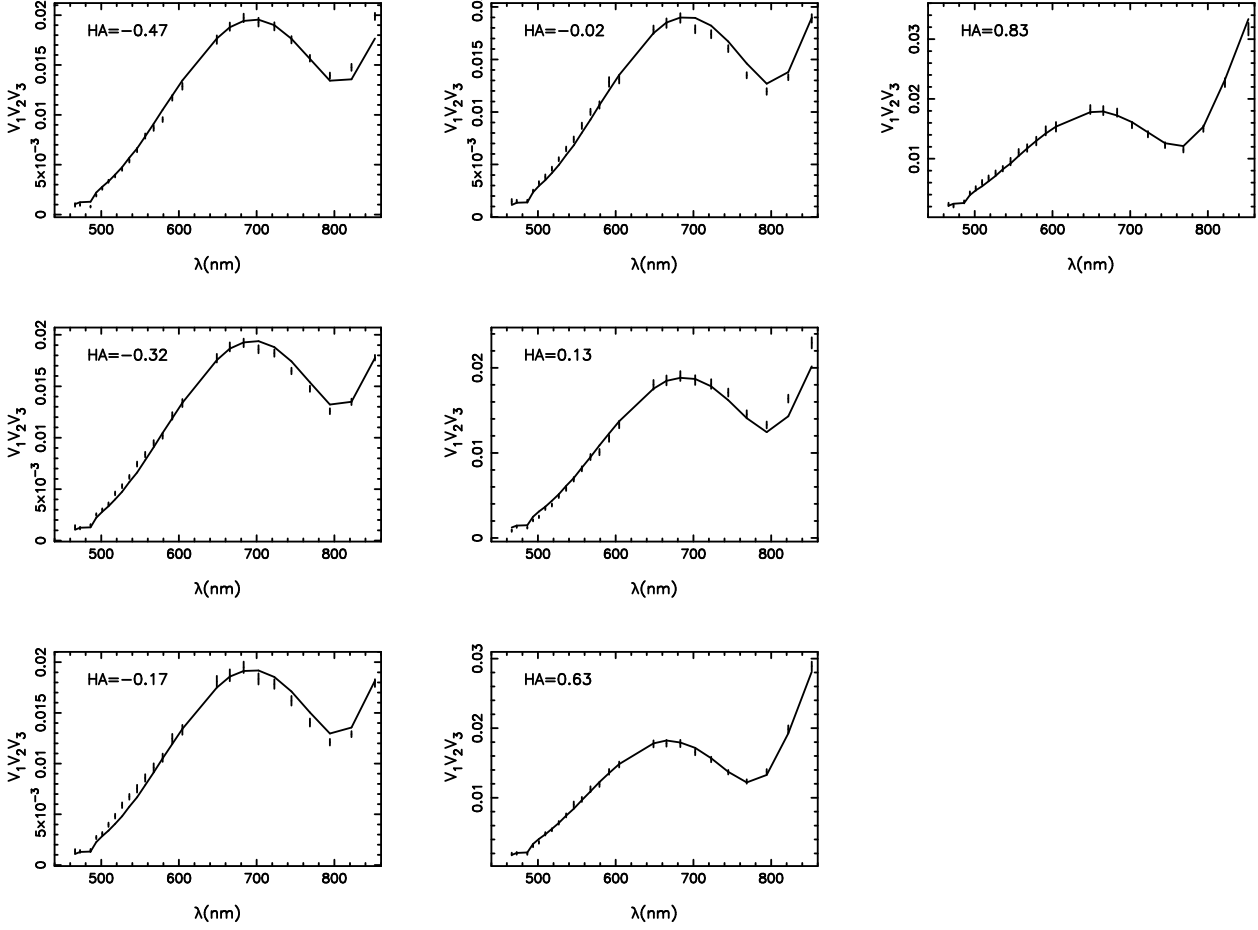 HA=−0.47
V₁V₂V₃
0 5×10⁻³ 0.01 0.015 0.02
500 600 700 800
λ(nm)
HA=−0.02
V₁V₂V₃
0 5×10⁻³ 0.01 0.015 0.0
500 600 700 800
λ(nm)
HA=0.83
V₁V₂V₃
0.01 0.02 0.03
500 600 700 800
λ(nm)
HA=−0.32
V₁V₂V₃
0 5×10⁻³ 0.01 0.015 0.02
500 600 700 800
λ(nm)
HA=0.13
V₁V₂V₃
0 0.01 0.02
500 600 700 800
λ(nm)
HA=−0.17
V₁V₂V₃
0 5×10⁻³ 0.01 0.015 0.02
500 600 700 800
λ(nm)
HA=0.63
V₁V₂V₃
0.01 0.02 0.03
500 600 700 800
λ(nm)